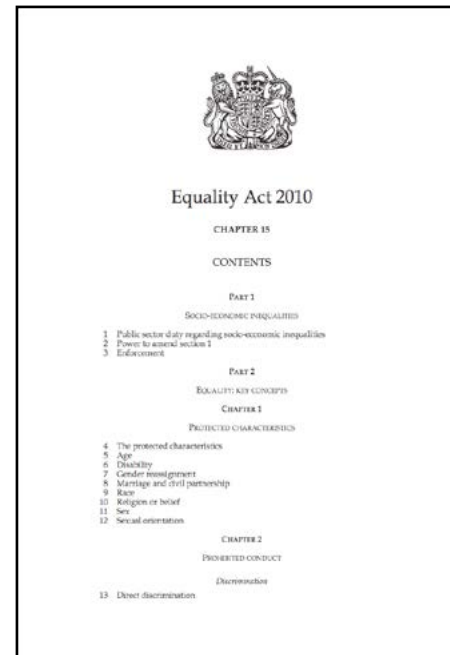 Equality Act 2010
CHAPTER 15
CONTENTS
PART 1
SOCIO-ECONOMIC INEQUALITIES
1 Public sector duty regarding socio-economic inequalities
2 Power to amend section 1
3 Enforcement
PART 2
EQUALITY: KEY CONCEPTS
CHAPTER 1
PROTECTED CHARACTERISTICS
4 The protected characteristics
5 Age
6 Disability
7 Gender reassignment
8 Marriage and civil partnership
9 Race
10 Religion or belief
11 Sex
12 Sexual orientation
CHAPTER 2
PROHIBITED CONDUCT
Discrimination
13 Direct discrimination